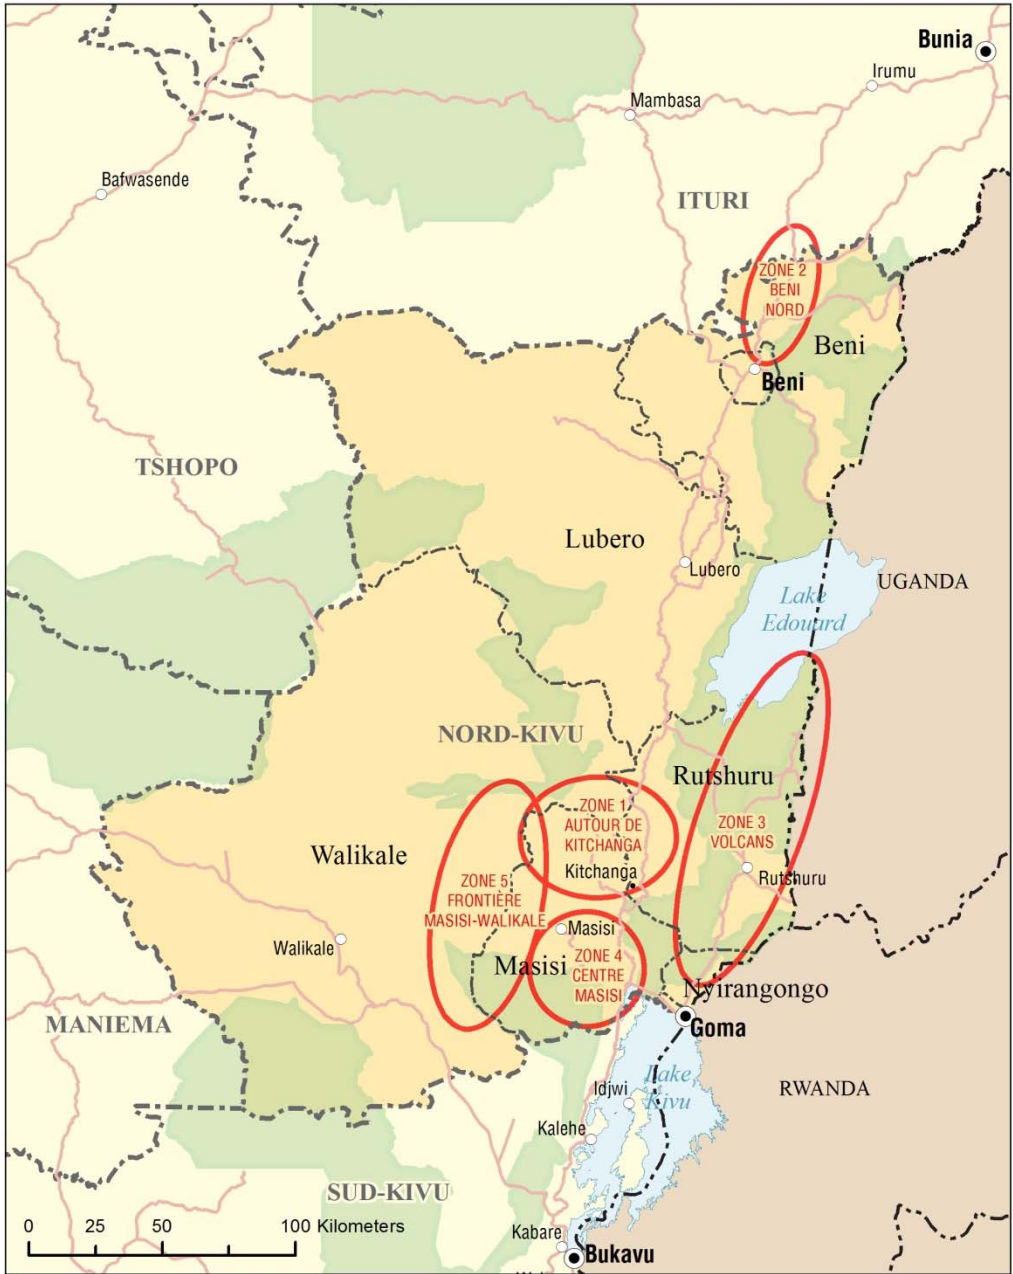 Bunia
Irumu
Mambasa
Bafwasende
ITURI
ZONE 2
BENI
NORD
Beni
Beni
TSHOPO
Lubero
Lubero
Lake
Edouard
UGANDA
NORD-KIVU
Rutshuru
ZONE 1
AUTOUR DE
KITCHANGA
Kitchanga
ZONE 3
VOLCANS
Rutshuru
Walikale
ZONE 5
FRONTIÈRE
MASISI-WALIKALE
Walikale
Masisi
Masisi
ZONE 4
CENTRE
MASISI
Nyirangongo
Goma
MANIEMA
RWANDA
Idjwi
Lake
Kivu
Kalehe
SUD-KIVU
0 25 50 100 Kilometers
Kabare
Bukavu